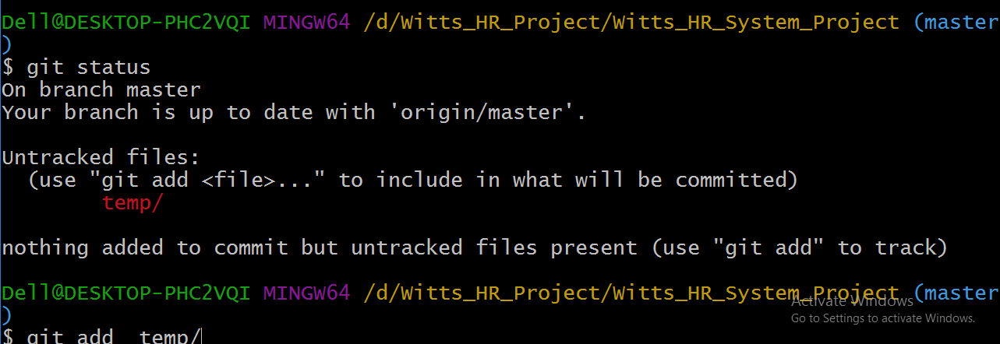 Dell@DESKTOP-PHC2VQI MINGW64 /d/Witts_HR_Project/Witts_HR_System_Project (master
)
$ git status
On branch master
Your branch is up to date with 'origin/master'.
Untracked files:
  (use "git add <file>..." to include in what will be committed)
        temp/
nothing added to commit but untracked files present (use "git add" to track)
Dell@DESKTOP-PHC2VQI MINGW64 /d/Witts_HR_Project/Witts_HR_System_Project (master
)
$ git add  temp/
Activate Windows
Go to Settings to activate Windows.